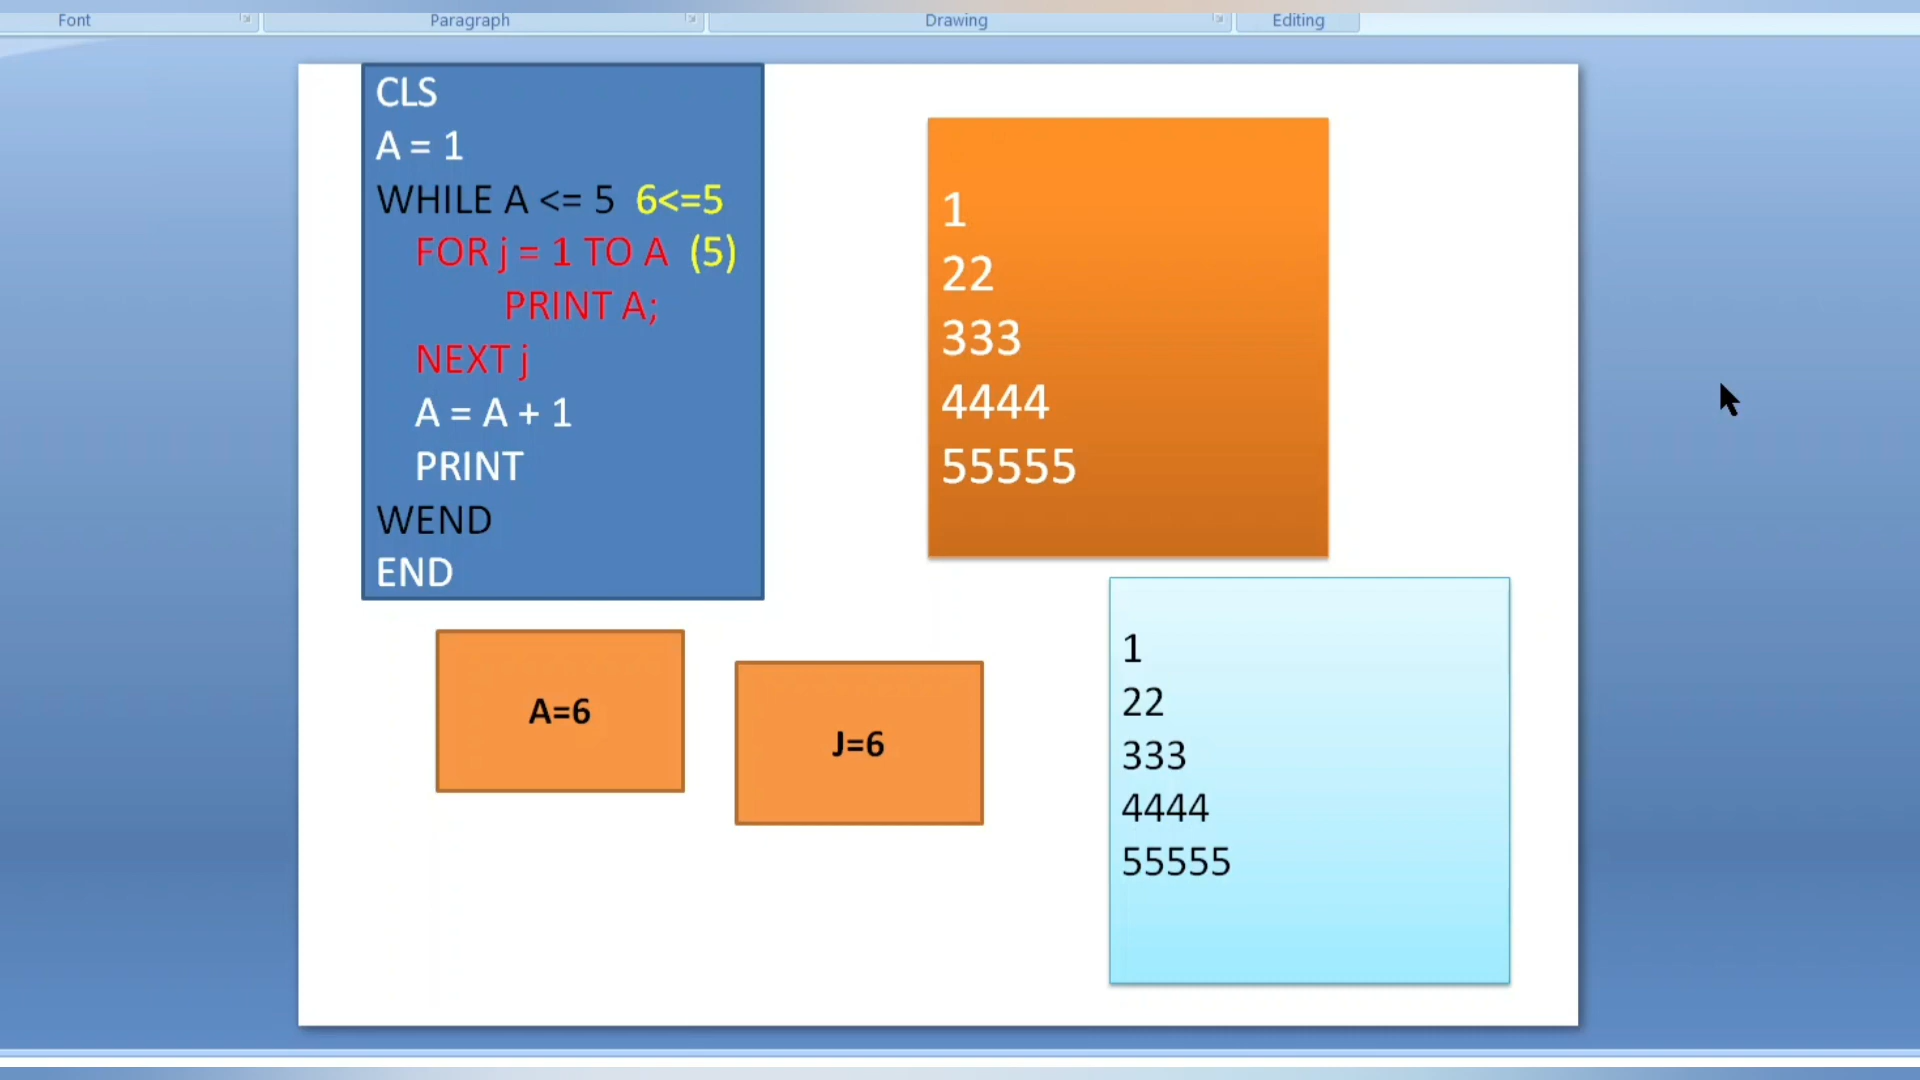 Font Paragraph Drawing Editing
CLS
A = 1
WHILE A <= 5 6<=5
FOR j = 1 TO A (5)
PRINT A;
NEXT j
A = A + 1
PRINT
WEND
END
1
22
333
4444
55555
A=6
J=6
1
22
333
4444
55555